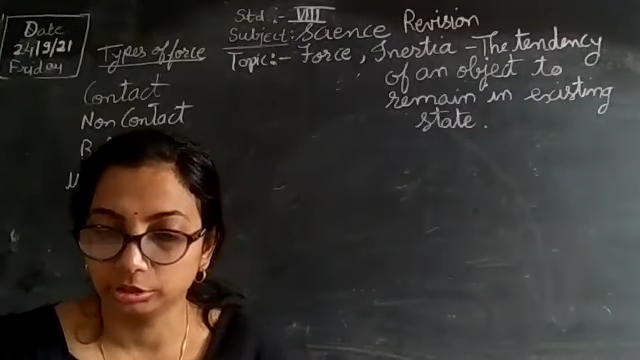 Date
24/9/21
Friday
Std :- VIII
Subject: Science Revision
Topic:- Force, Inertia - The tendency
of an object to
remain in existing
state.
Types of force
Contact
Non Contact